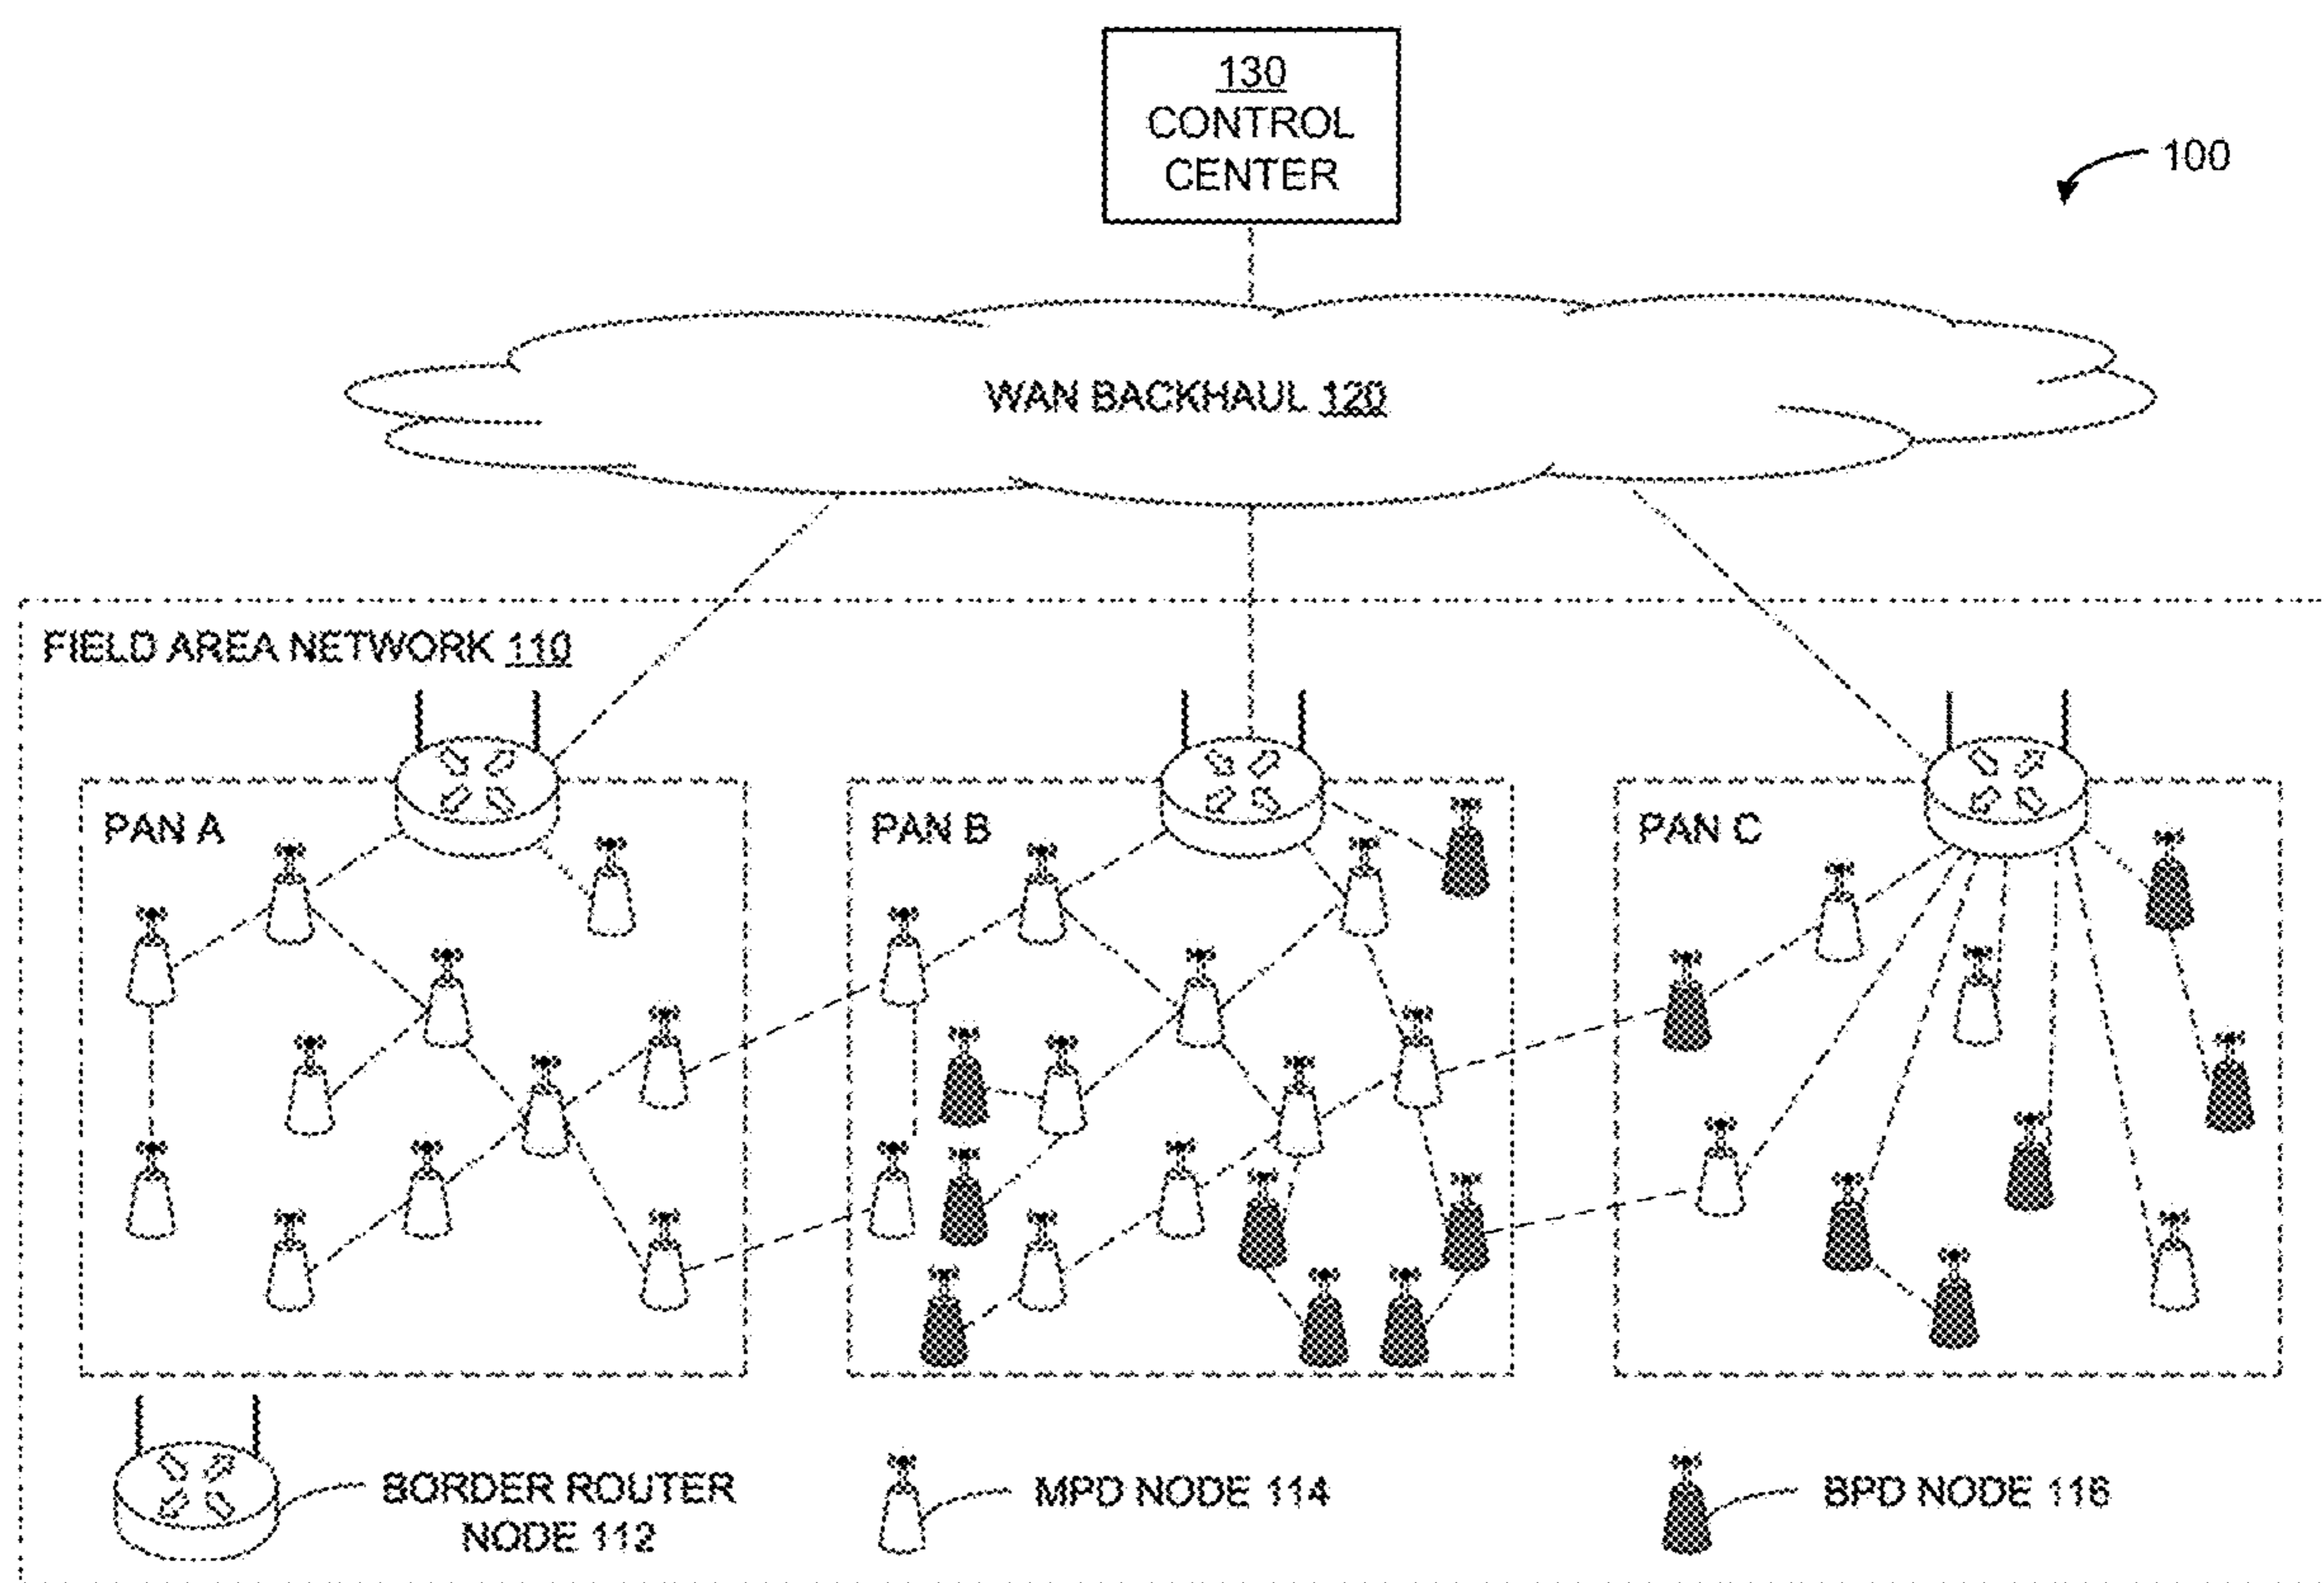 130
CONTROL
CENTER
100
WAN BACKHAUL 120
FIELD AREA NETWORK 110
PAN A
PAN B
PAN C
BORDER ROUTER
NODE 112
MPD NODE 114
BPD NODE 116